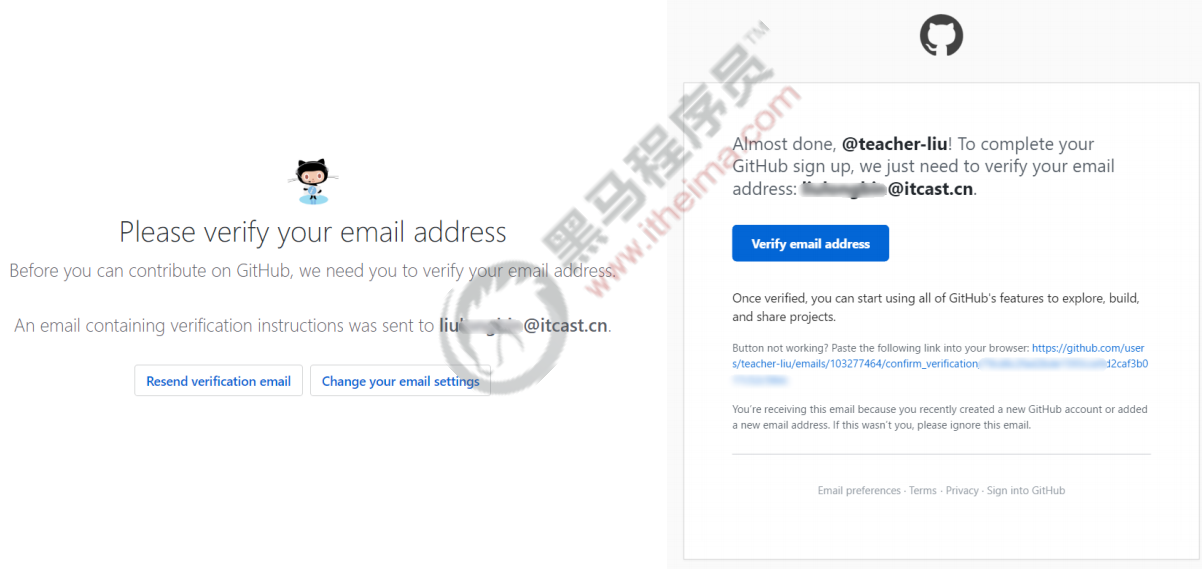 Please verify your email address
Before you can contribute on GitHub, we need you to verify your email address.
An email containing verification instructions was sent to @itcast.cn.
Resend verification email
Change your email settings
Almost done, @teacher-liu! To complete your
GitHub sign up, we just need to verify your email
address: @itcast.cn.
Verify email address
Once verified, you can start using all of GitHub's features to explore, build,
and share projects.
Button not working? Paste the following link into your browser: https://github.com/user
s/teacher-liu/emails/103277464/confirm_verification d2caf3b0
You're receiving this email because you recently created a new GitHub account or added
a new email address. If this wasn't you, please ignore this email.
Email preferences · Terms · Privacy · Sign into GitHub
黑马程序员™
www.itheima.com